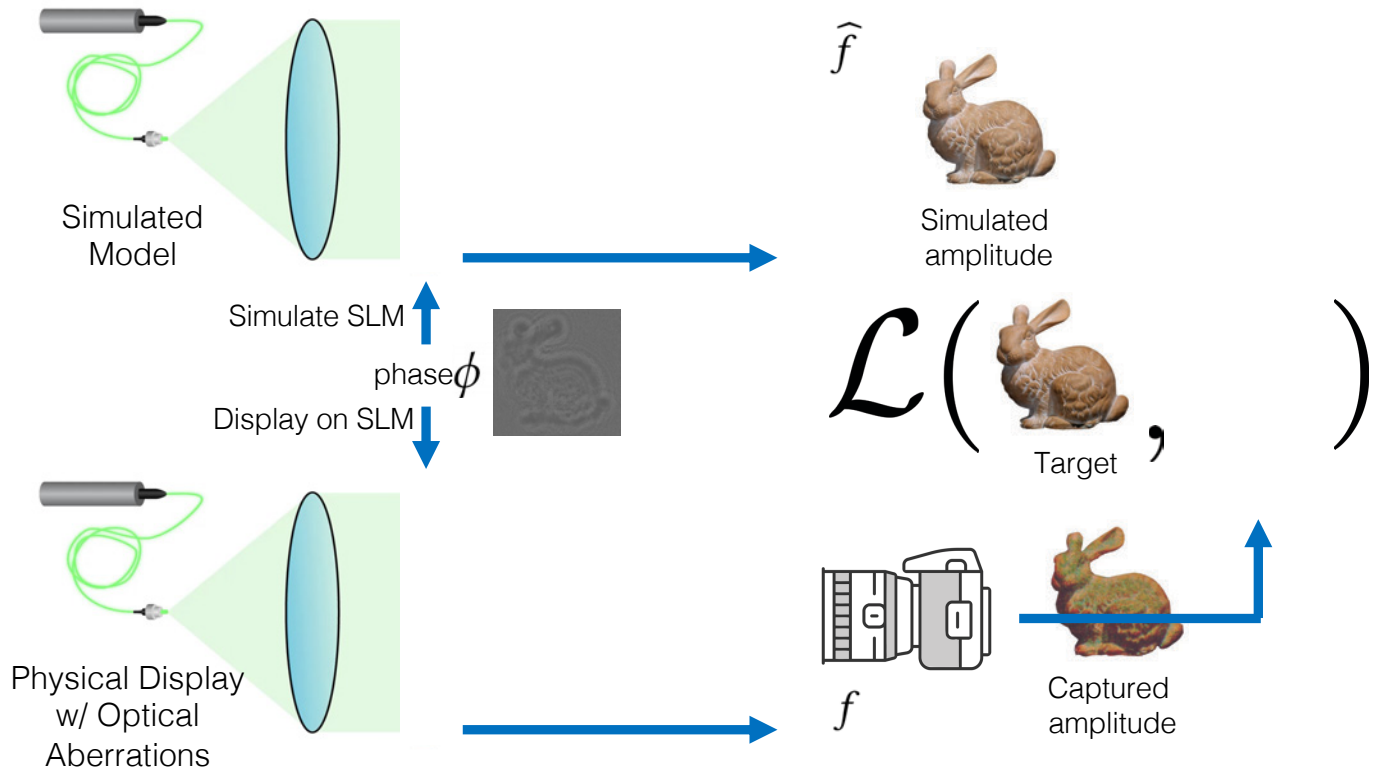 f̂
Simulated
Model
Simulated
amplitude
Simulate SLM
phase ϕ
Display on SLM
ℒ( , )
Target
Physical Display
w/ Optical
Aberrations
f
Captured
amplitude